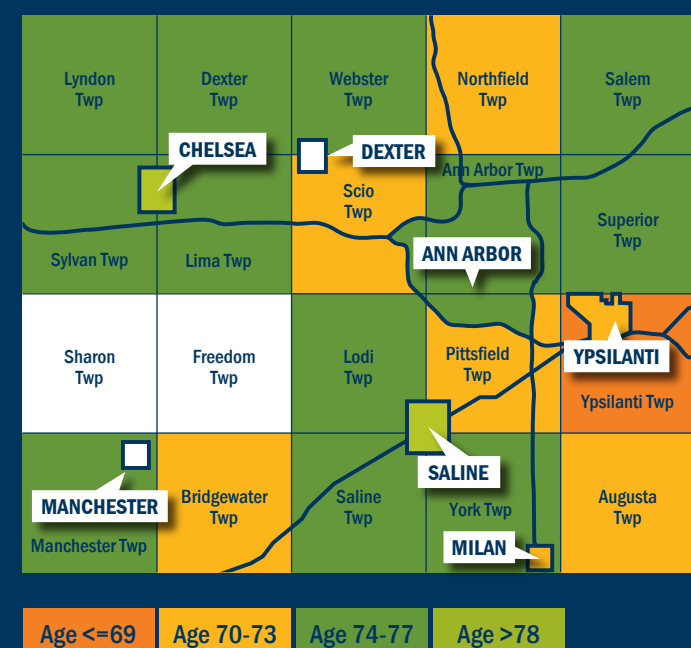 Lyndon
Twp
Dexter
Twp
Webster
Twp
Northfield
Twp
Salem
Twp
CHELSEA
DEXTER
Ann Arbor Twp
Scio
Twp
Superior
Twp
Sylvan Twp
Lima Twp
ANN ARBOR
Sharon
Twp
Freedom
Twp
Lodi
Twp
Pittsfield
Twp
YPSILANTI
Ypsilanti Twp
SALINE
MANCHESTER
Bridgewater
Twp
Saline
Twp
York Twp
Augusta
Twp
Manchester Twp
MILAN
Age <=69
Age 70-73
Age 74-77
Age >78